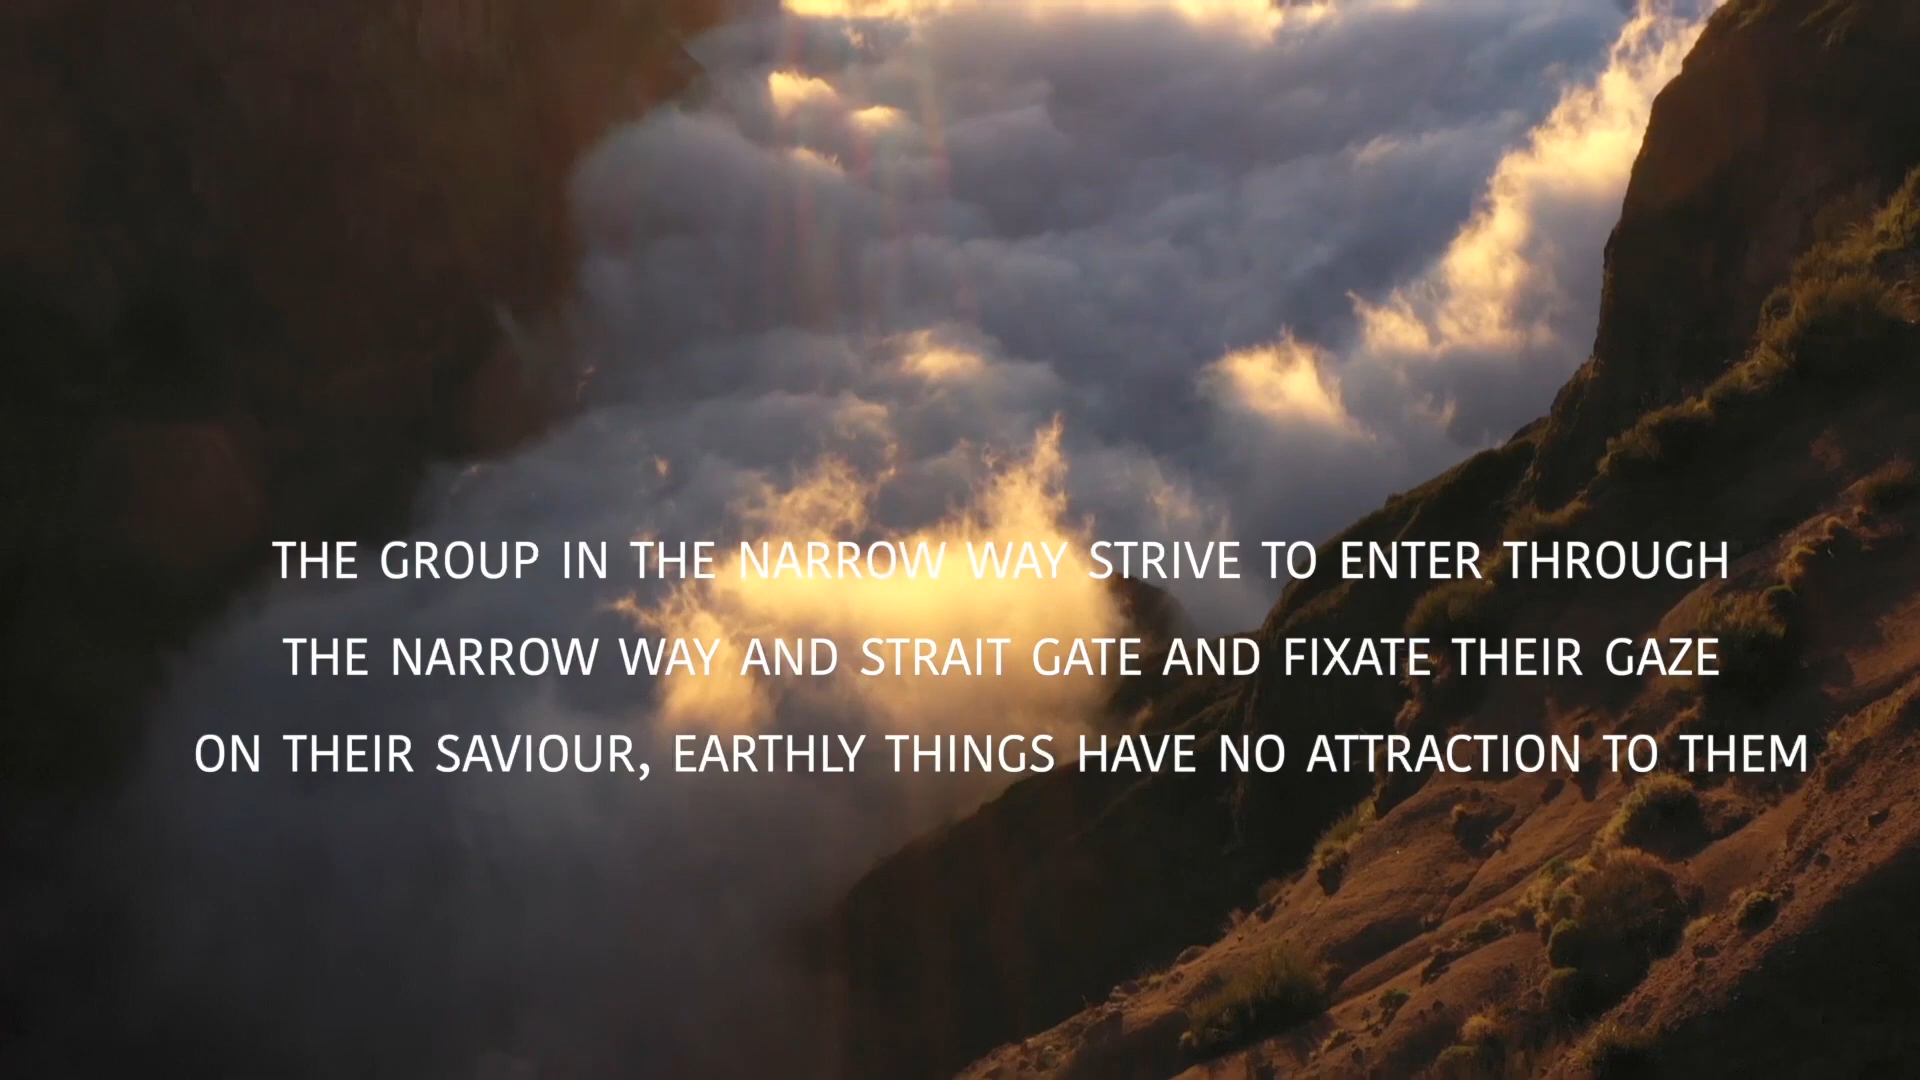 THE GROUP IN THE NARROW WAY STRIVE TO ENTER THROUGH
THE NARROW WAY AND STRAIT GATE AND FIXATE THEIR GAZE
ON THEIR SAVIOUR, EARTHLY THINGS HAVE NO ATTRACTION TO THEM